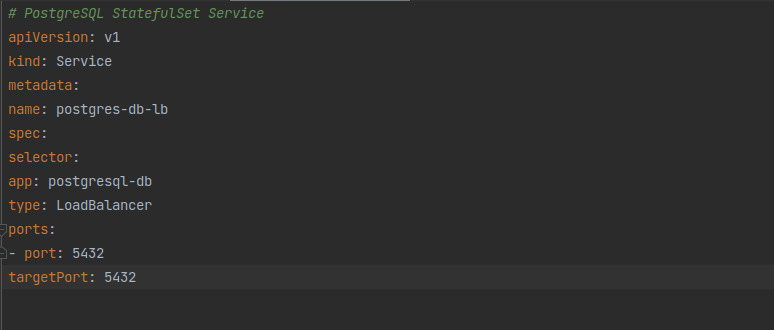 # PostgreSQL StatefulSet Service
apiVersion: v1
kind: Service
metadata:
name: postgres-db-lb
spec:
selector:
app: postgresql-db
type: LoadBalancer
ports:
- port: 5432
targetPort: 5432